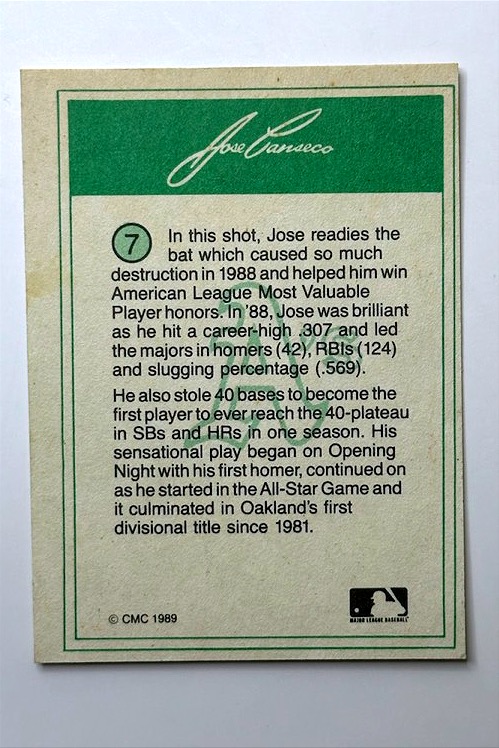 Jose Canseco
7
In this shot, Jose readies the
bat which caused so much
destruction in 1988 and helped him win
American League Most Valuable
Player honors. In '88, Jose was brilliant
as he hit a career-high .307 and led
the majors in homers (42), RBIs (124)
and slugging percentage (.569).
He also stole 40 bases to become the
first player to ever reach the 40-plateau
in SBs and HRs in one season. His
sensational play began on Opening
Night with his first homer, continued on
as he started in the All-Star Game and
it culminated in Oakland's first
divisional title since 1981.
A's
© CMC 1989
MAJOR LEAGUE BASEBALL